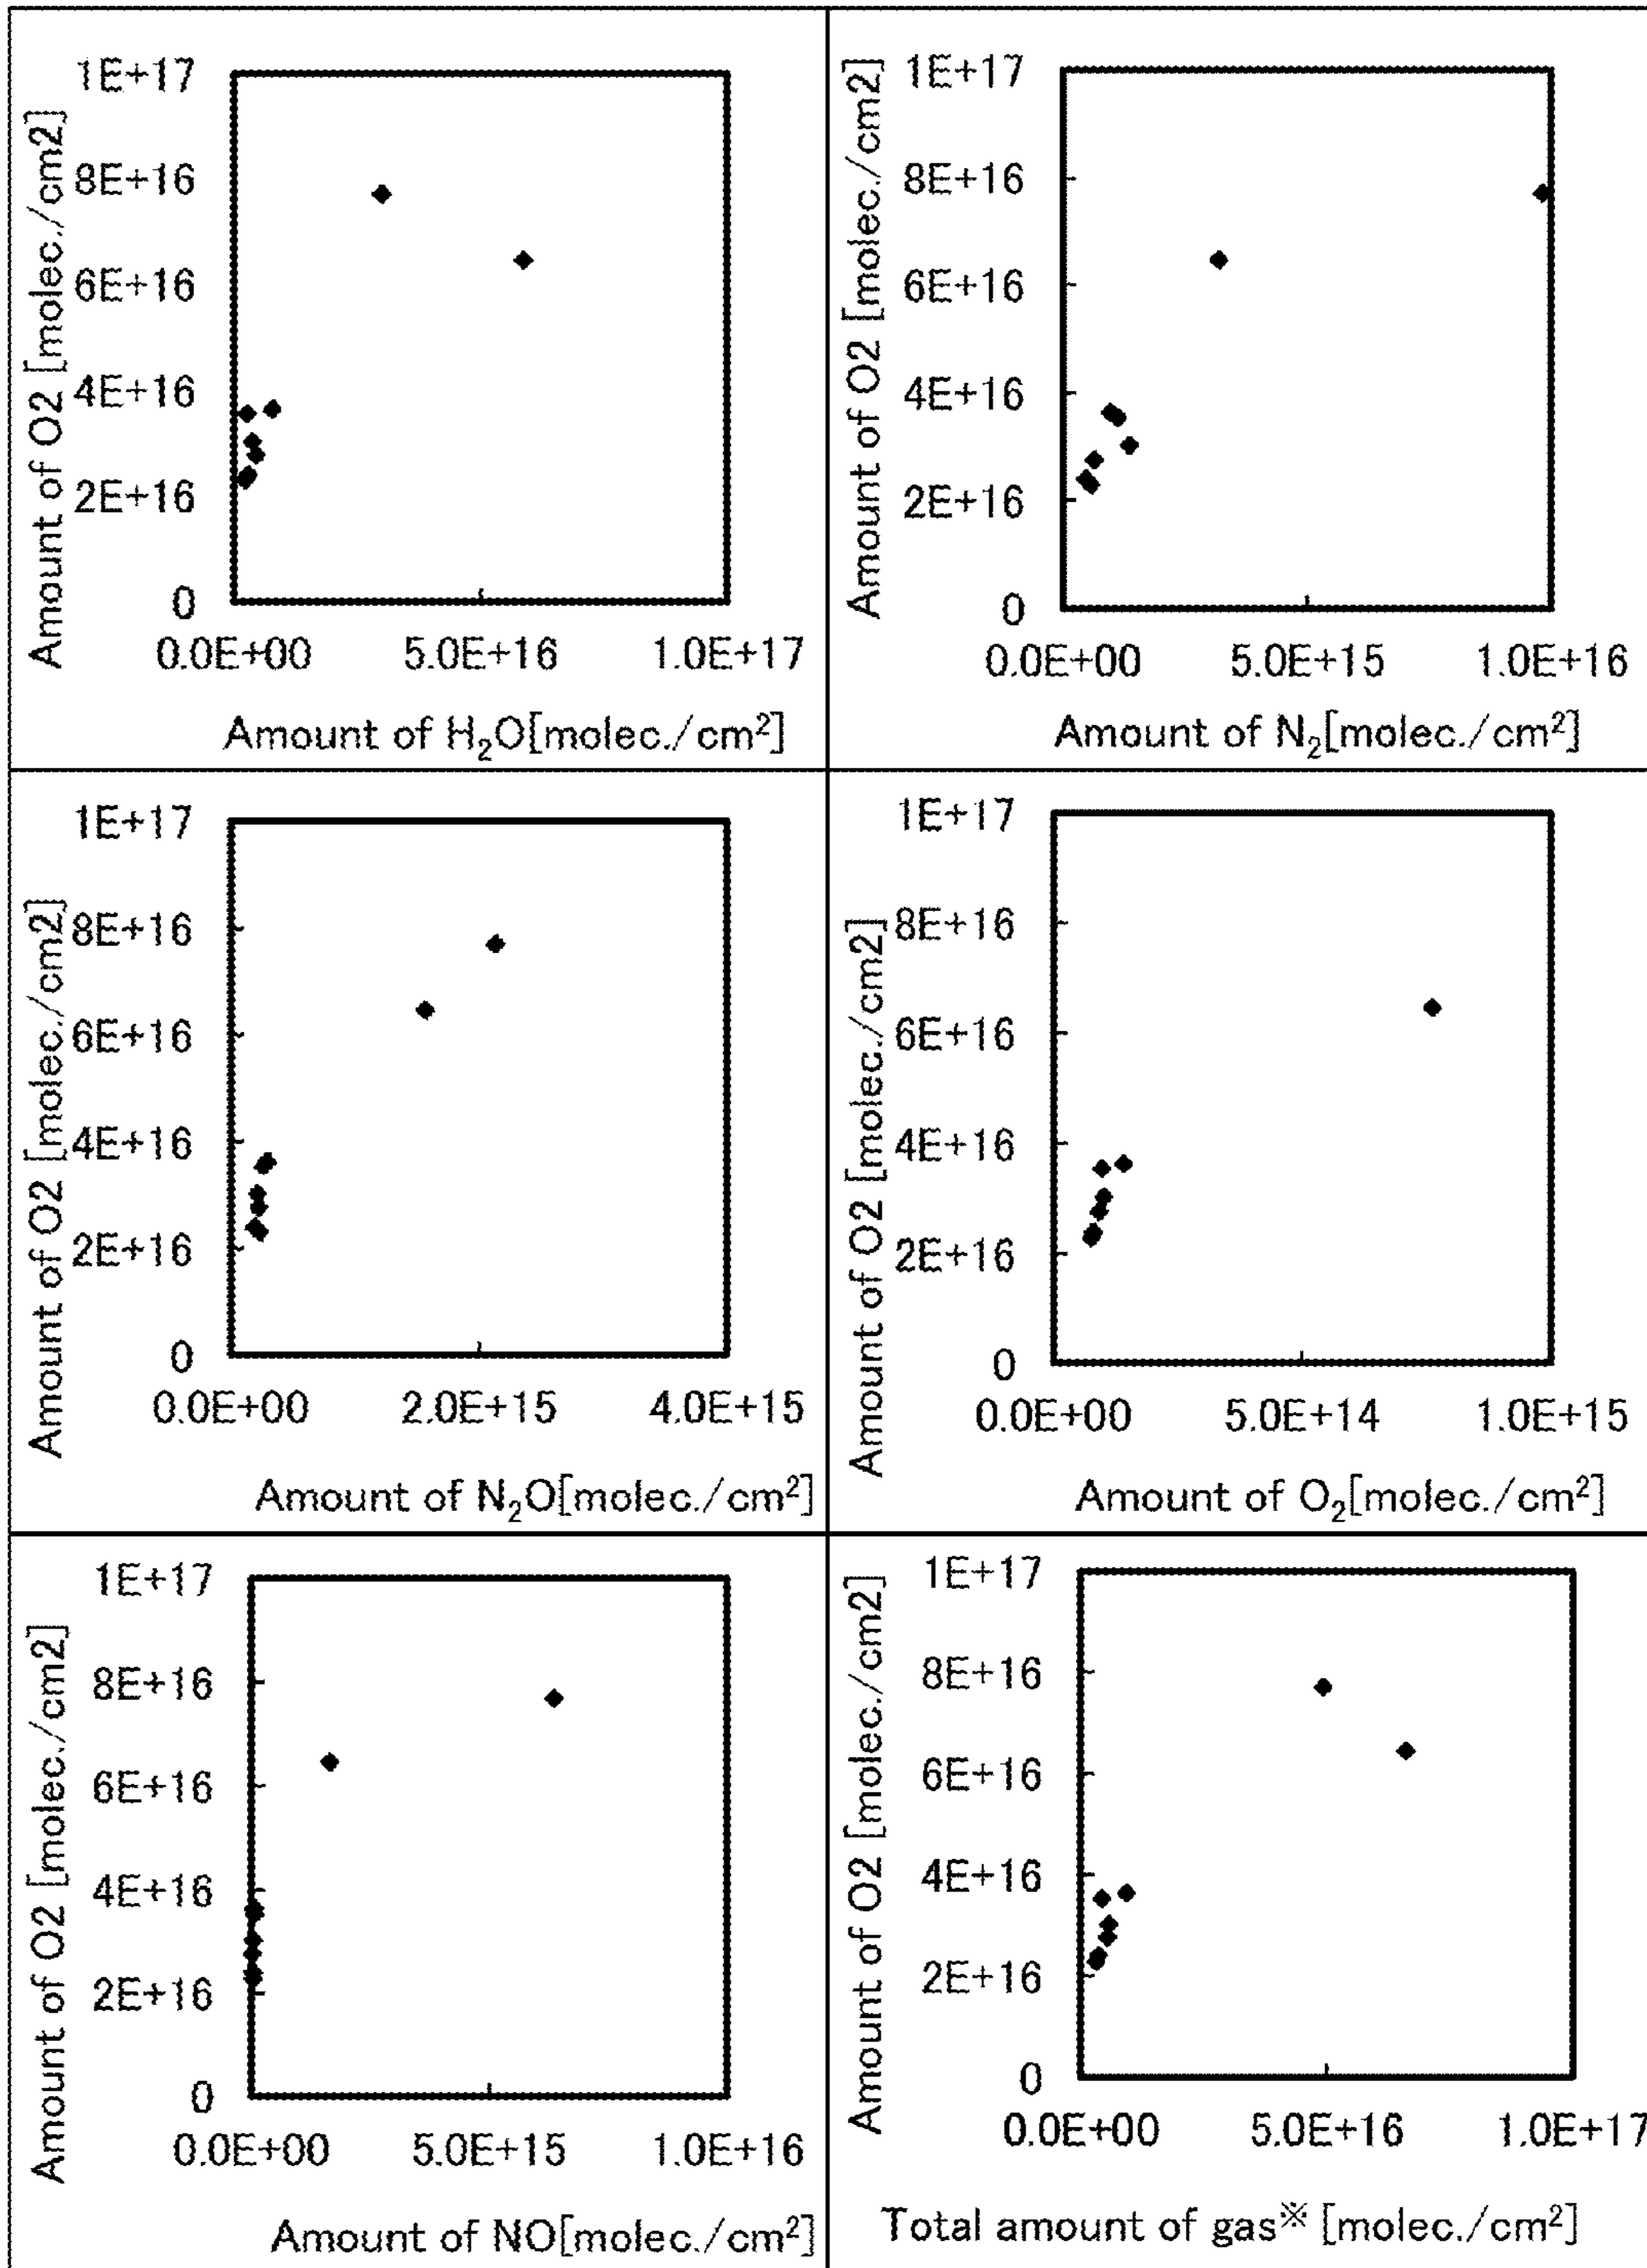 Amount of O2 [molec./cm2]
1E+17
8E+16
6E+16
4E+16
2E+16
0
0.0E+00 5.0E+16 1.0E+17
Amount of H₂O[molec./cm²]
Amount of O2 [molec./cm2]
1E+17
8E+16
6E+16
4E+16
2E+16
0
0.0E+00 5.0E+15 1.0E+16
Amount of N₂[molec./cm²]
Amount of O2 [molec./cm2]
1E+17
8E+16
6E+16
4E+16
2E+16
0
0.0E+00 2.0E+15 4.0E+15
Amount of N₂O[molec./cm²]
Amount of O2 [molec./cm2]
1E+17
8E+16
6E+16
4E+16
2E+16
0
0.0E+00 5.0E+14 1.0E+15
Amount of O₂[molec./cm²]
Amount of O2 [molec./cm2]
1E+17
8E+16
6E+16
4E+16
2E+16
0
0.0E+00 5.0E+15 1.0E+16
Amount of NO[molec./cm²]
Amount of O2 [molec./cm2]
1E+17
8E+16
6E+16
4E+16
2E+16
0
0.0E+00 5.0E+16 1.0E+17
Total amount of gas※ [molec./cm²]